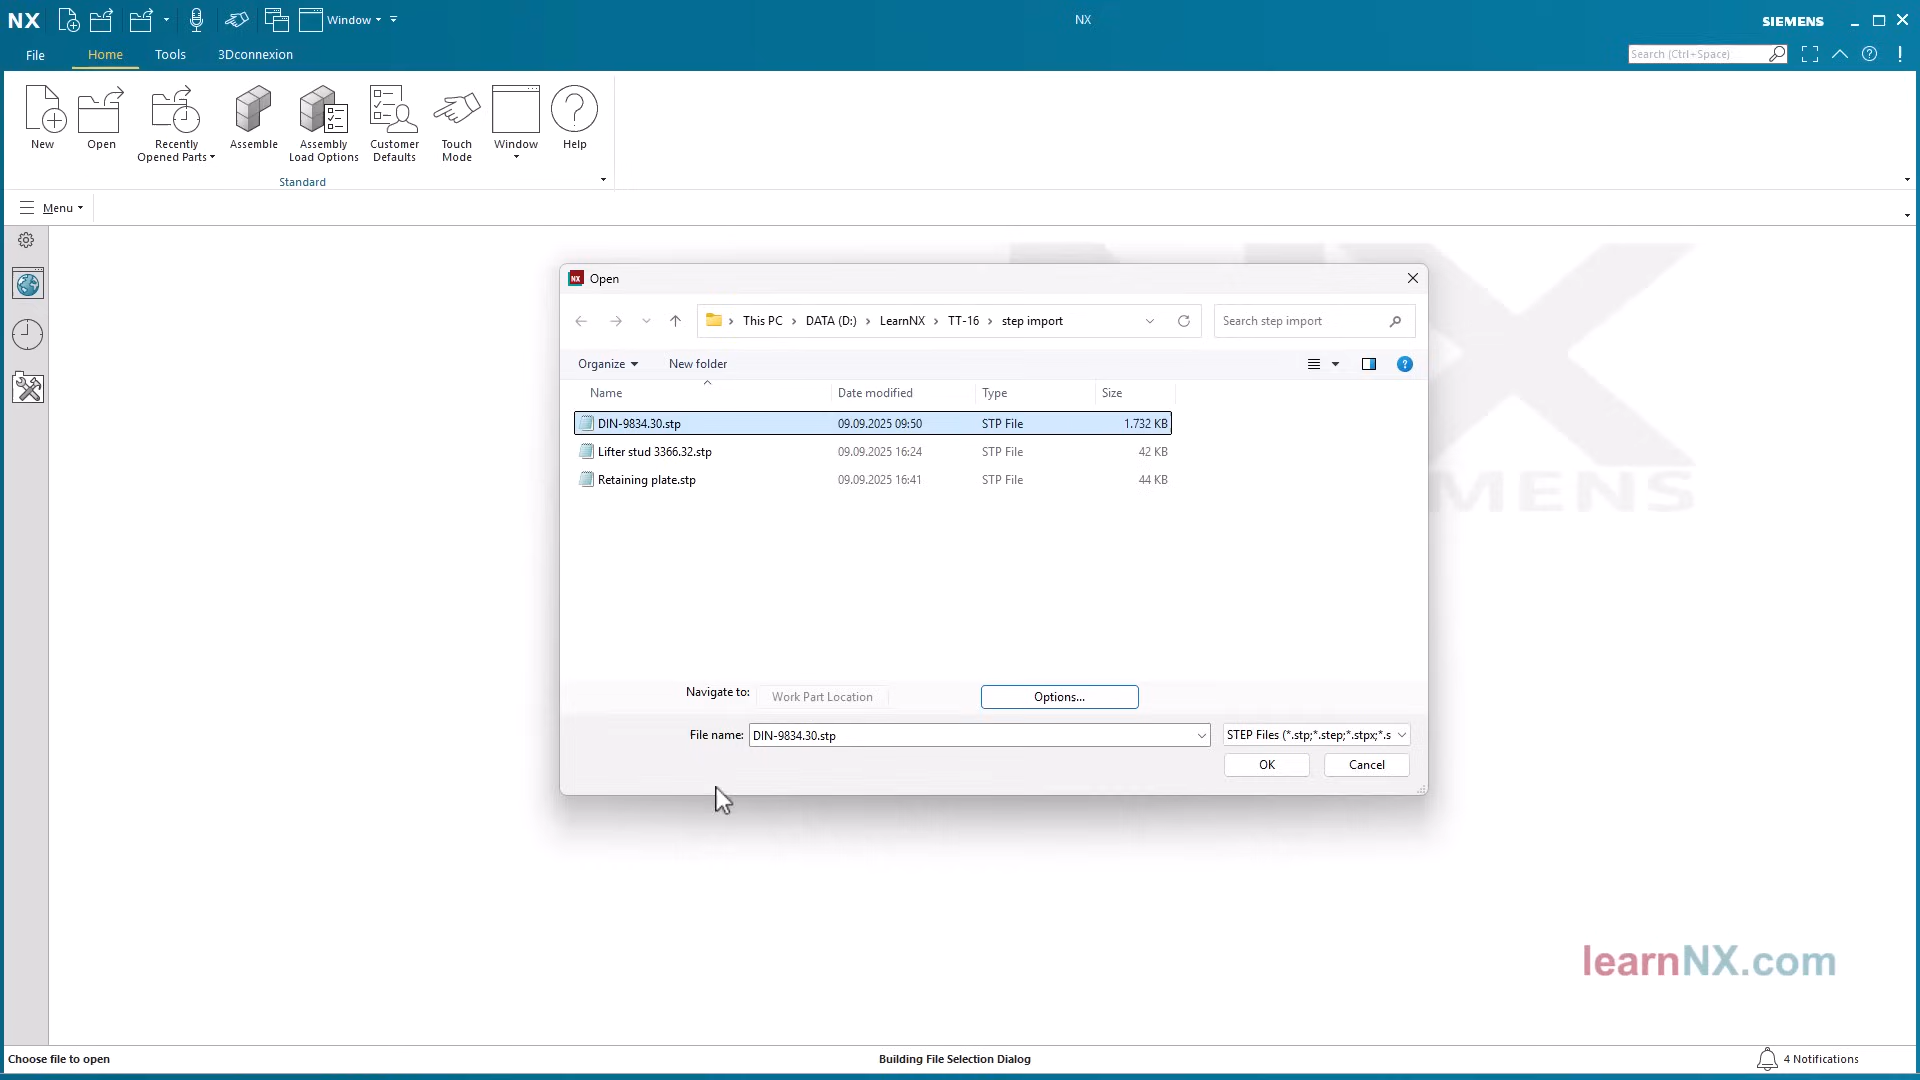 NX
Window
NX
SIEMENS
File
Home
Tools
3Dconnexion
Search (Ctrl+Space)
New
Open
Recently
Opened Parts
Assemble
Assembly
Load Options
Customer
Defaults
Touch
Mode
Window
Help
Standard
Menu
Open
This PC
DATA (D:)
LearnNX
TT-16
step import
Search step import
Organize
New folder
Name
Date modified
Type
Size
DIN-9834.30.stp 09.09.2025 09:50 STP File 1.732 KB
Lifter stud 3366.32.stp 09.09.2025 16:24 STP File 42 KB
Retaining plate.stp 09.09.2025 16:41 STP File 44 KB
Navigate to:
Work Part Location
Options...
File name:
DIN-9834.30.stp
STEP Files (*.stp;*.step;*.stpx;*.s
OK
Cancel
MENS
learnNX.com
Choose file to open
Building File Selection Dialog
4 Notifications